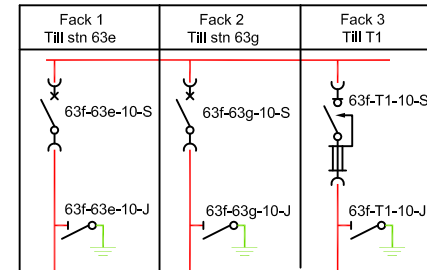 Fack 1
Till stn 63e
Fack 2
Till stn 63g
Fack 3
Till T1
63f-63e-10-S
63f-63g-10-S
63f-T1-10-S
63f-63e-10-J
63f-63g-10-J
63f-T1-10-J